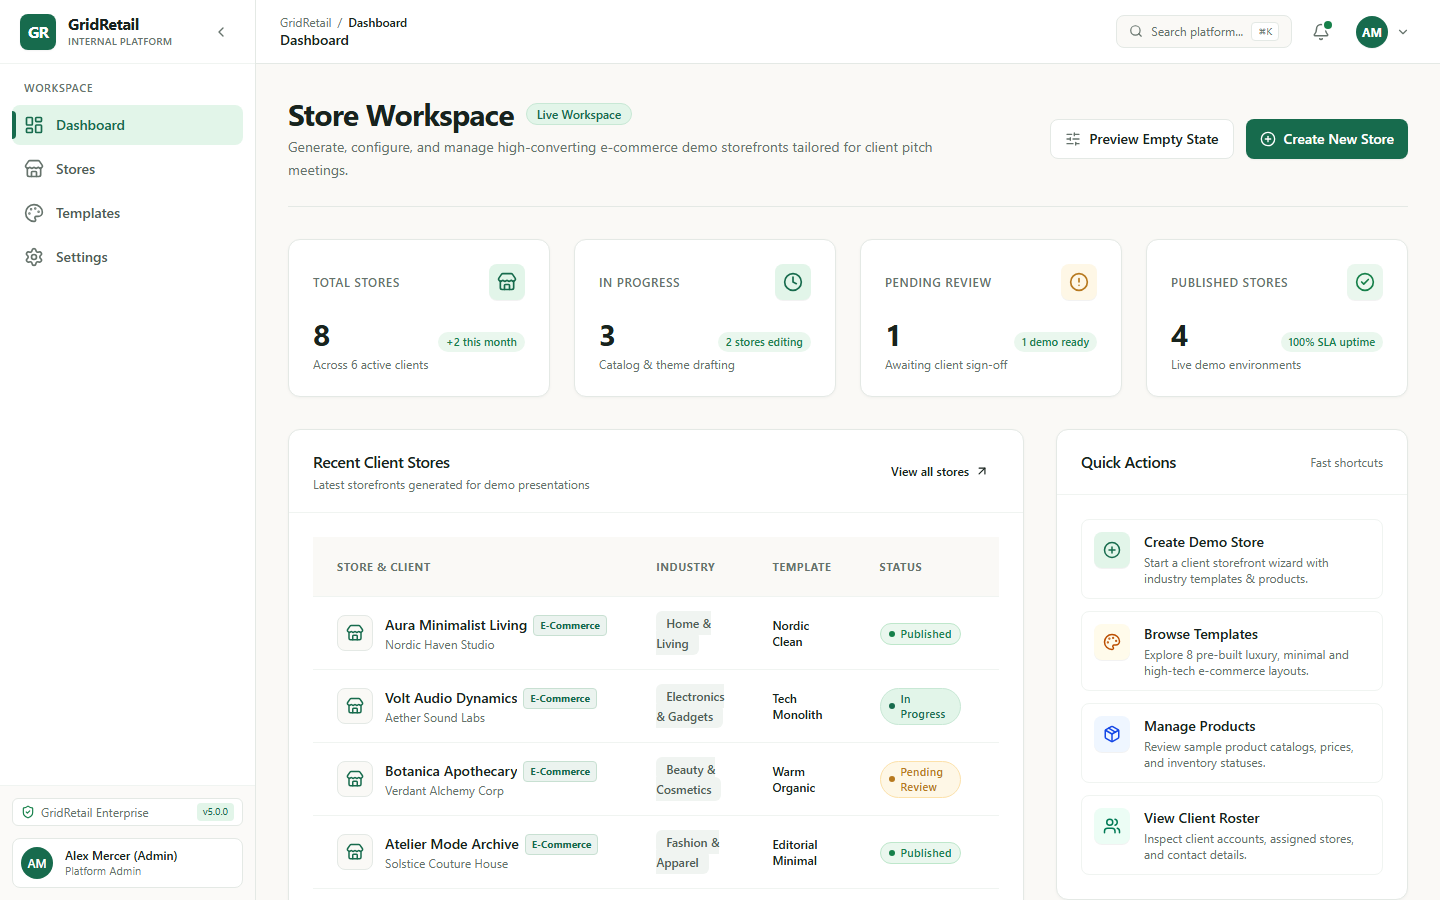 GR
GridRetail
INTERNAL PLATFORM
WORKSPACE
Dashboard
Stores
Templates
Settings
GridRetail Enterprise
v5.0.0
AM
Alex Mercer (Admin)
Platform Admin
GridRetail / Dashboard
Dashboard
Search platform... ⌘K
AM
Store Workspace
Live Workspace
Generate, configure, and manage high-converting e-commerce demo storefronts tailored for client pitch
meetings.
Preview Empty State
Create New Store
TOTAL STORES
8
+2 this month
Across 6 active clients
IN PROGRESS
3
2 stores editing
Catalog & theme drafting
PENDING REVIEW
1
1 demo ready
Awaiting client sign-off
PUBLISHED STORES
4
100% SLA uptime
Live demo environments
Recent Client Stores
Latest storefronts generated for demo presentations
View all stores
STORE & CLIENT INDUSTRY TEMPLATE STATUS
Aura Minimalist Living E-Commerce
Nordic Haven Studio
Home &
Living
Nordic
Clean
Published
Volt Audio Dynamics E-Commerce
Aether Sound Labs
Electronics
& Gadgets
Tech
Monolith
In
Progress
Botanica Apothecary E-Commerce
Verdant Alchemy Corp
Beauty &
Cosmetics
Warm
Organic
Pending
Review
Atelier Mode Archive E-Commerce
Solstice Couture House
Fashion &
Apparel
Editorial
Minimal
Published
Quick Actions
Fast shortcuts
Create Demo Store
Start a client storefront wizard with
industry templates & products.
Browse Templates
Explore 8 pre-built luxury, minimal and
high-tech e-commerce layouts.
Manage Products
Review sample product catalogs, prices,
and inventory statuses.
View Client Roster
Inspect client accounts, assigned stores,
and contact details.